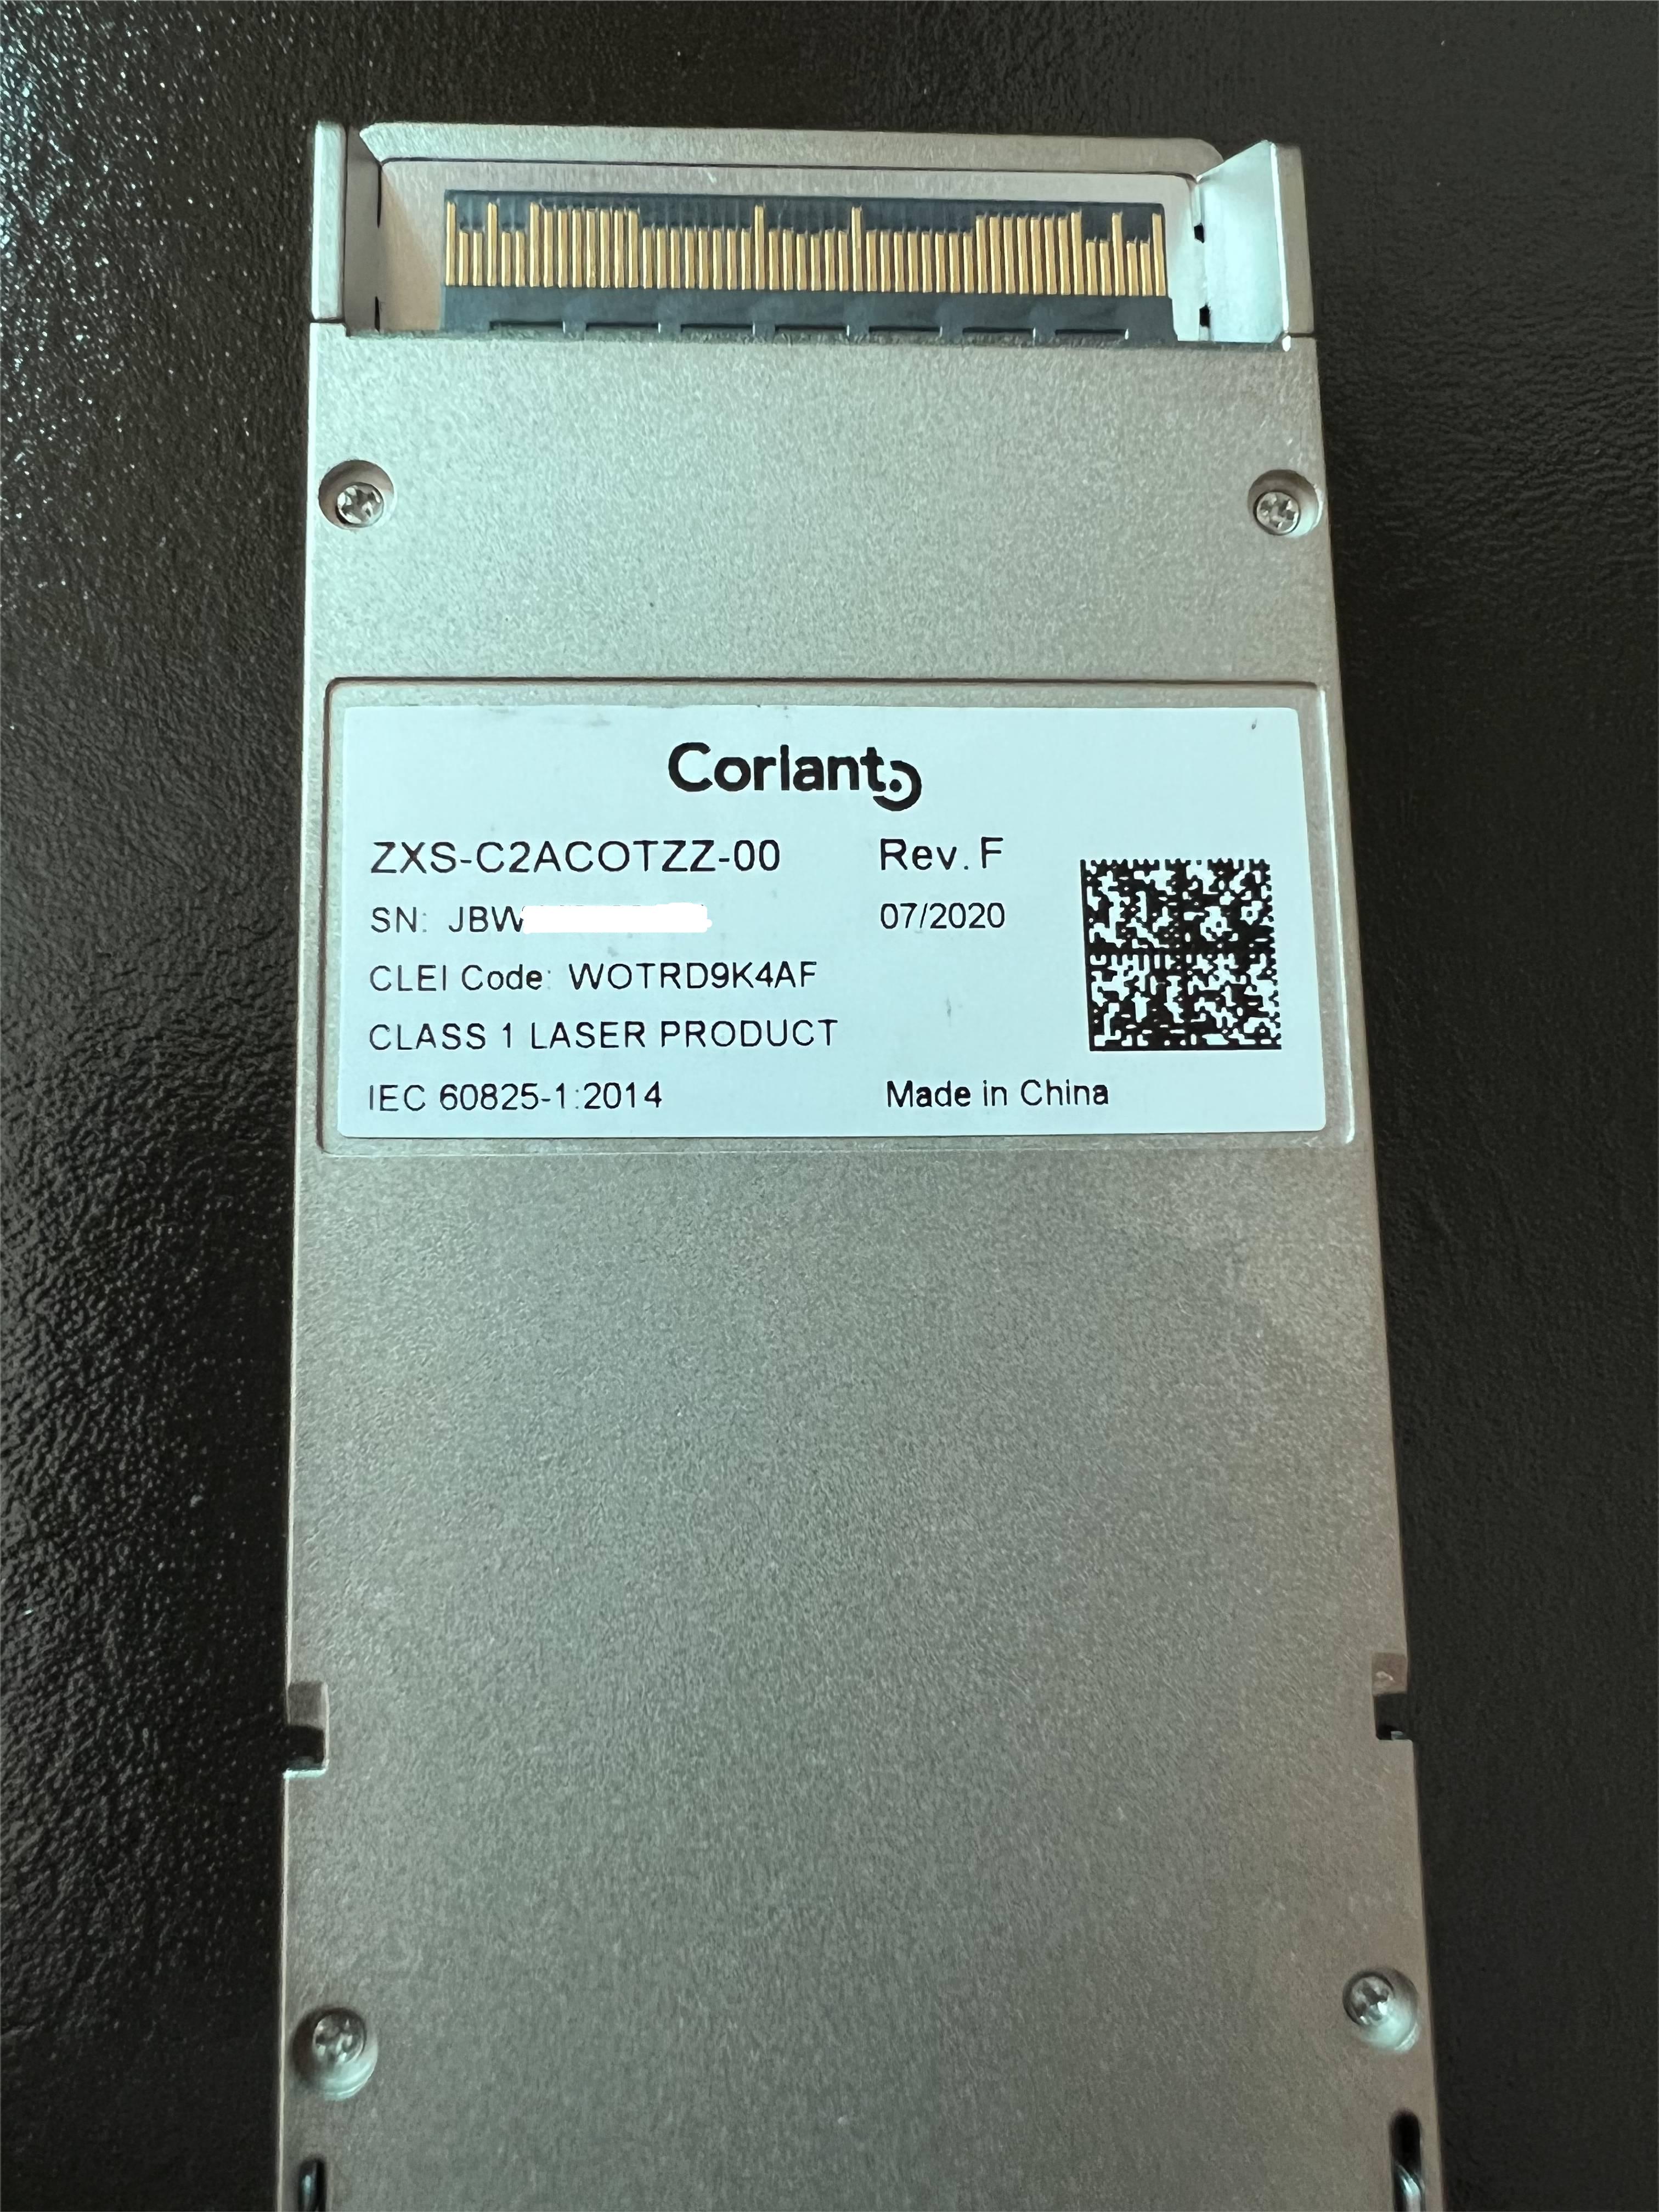 Coriant
ZXS-C2ACOTZZ-00 Rev. F
SN: JBW 07/2020
CLEI Code: WOTRD9K4AF
CLASS 1 LASER PRODUCT
IEC 60825-1:2014 Made in China